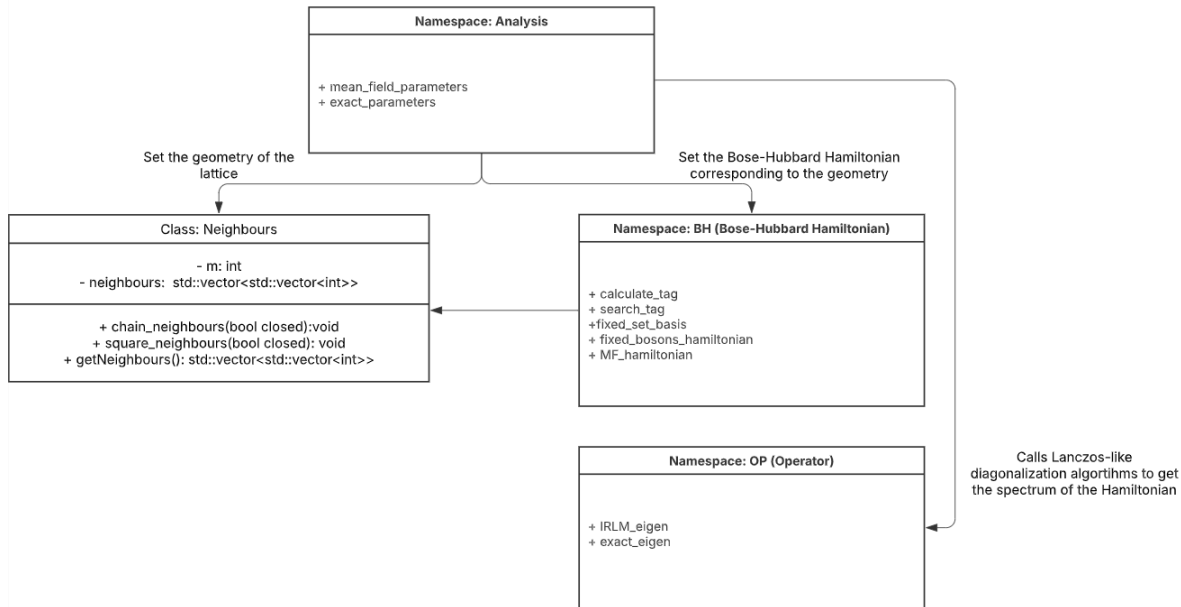 Namespace: Analysis
+ mean_field_parameters
+ exact_parameters
Set the geometry of the
lattice
Set the Bose-Hubbard Hamiltonian
corresponding to the geometry
Class: Neighbours
- m: int
- neighbours: std::vector<std::vector<int>>
+ chain_neighbours(bool closed):void
+ square_neighbours(bool closed): void
+ getNeighbours(): std::vector<std::vector<int>>
Namespace: BH (Bose-Hubbard Hamiltonian)
+ calculate_tag
+ search_tag
+fixed_set_basis
+ fixed_bosons_hamiltonian
+ MF_hamiltonian
Namespace: OP (Operator)
+ IRLM_eigen
+ exact_eigen
Calls Lanczos-like
diagonalization algortihms to get
the spectrum of the Hamiltonian